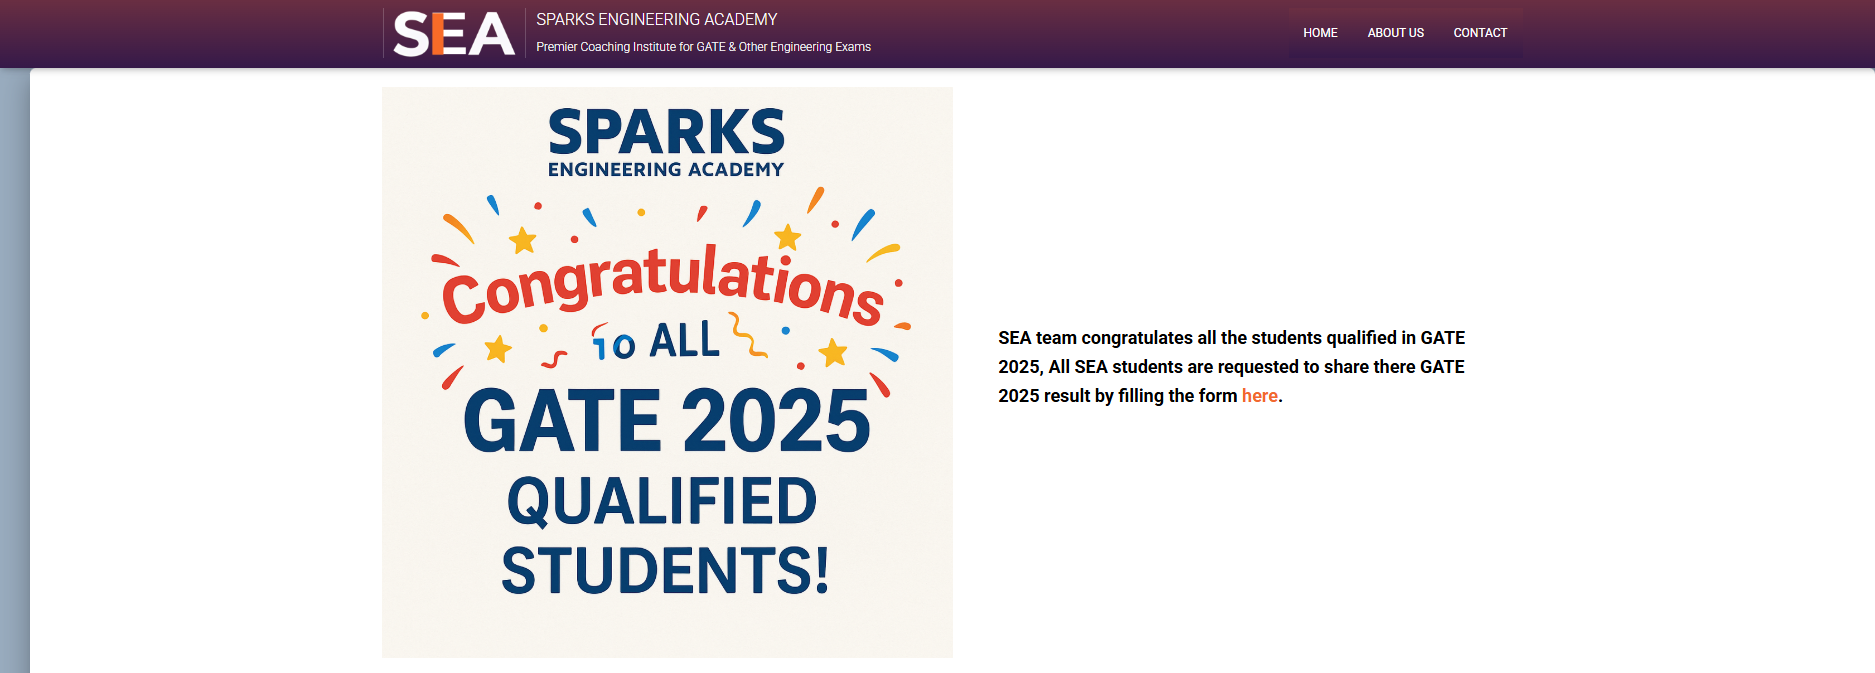 SEA
SPARKS ENGINEERING ACADEMY
Premier Coaching Institute for GATE & Other Engineering Exams
HOME ABOUT US CONTACT
SPARKS
ENGINEERING ACADEMY
Congratulations
To ALL
GATE 2025
QUALIFIED
STUDENTS!
SEA team congratulates all the students qualified in GATE
2025, All SEA students are requested to share there GATE
2025 result by filling the form here.